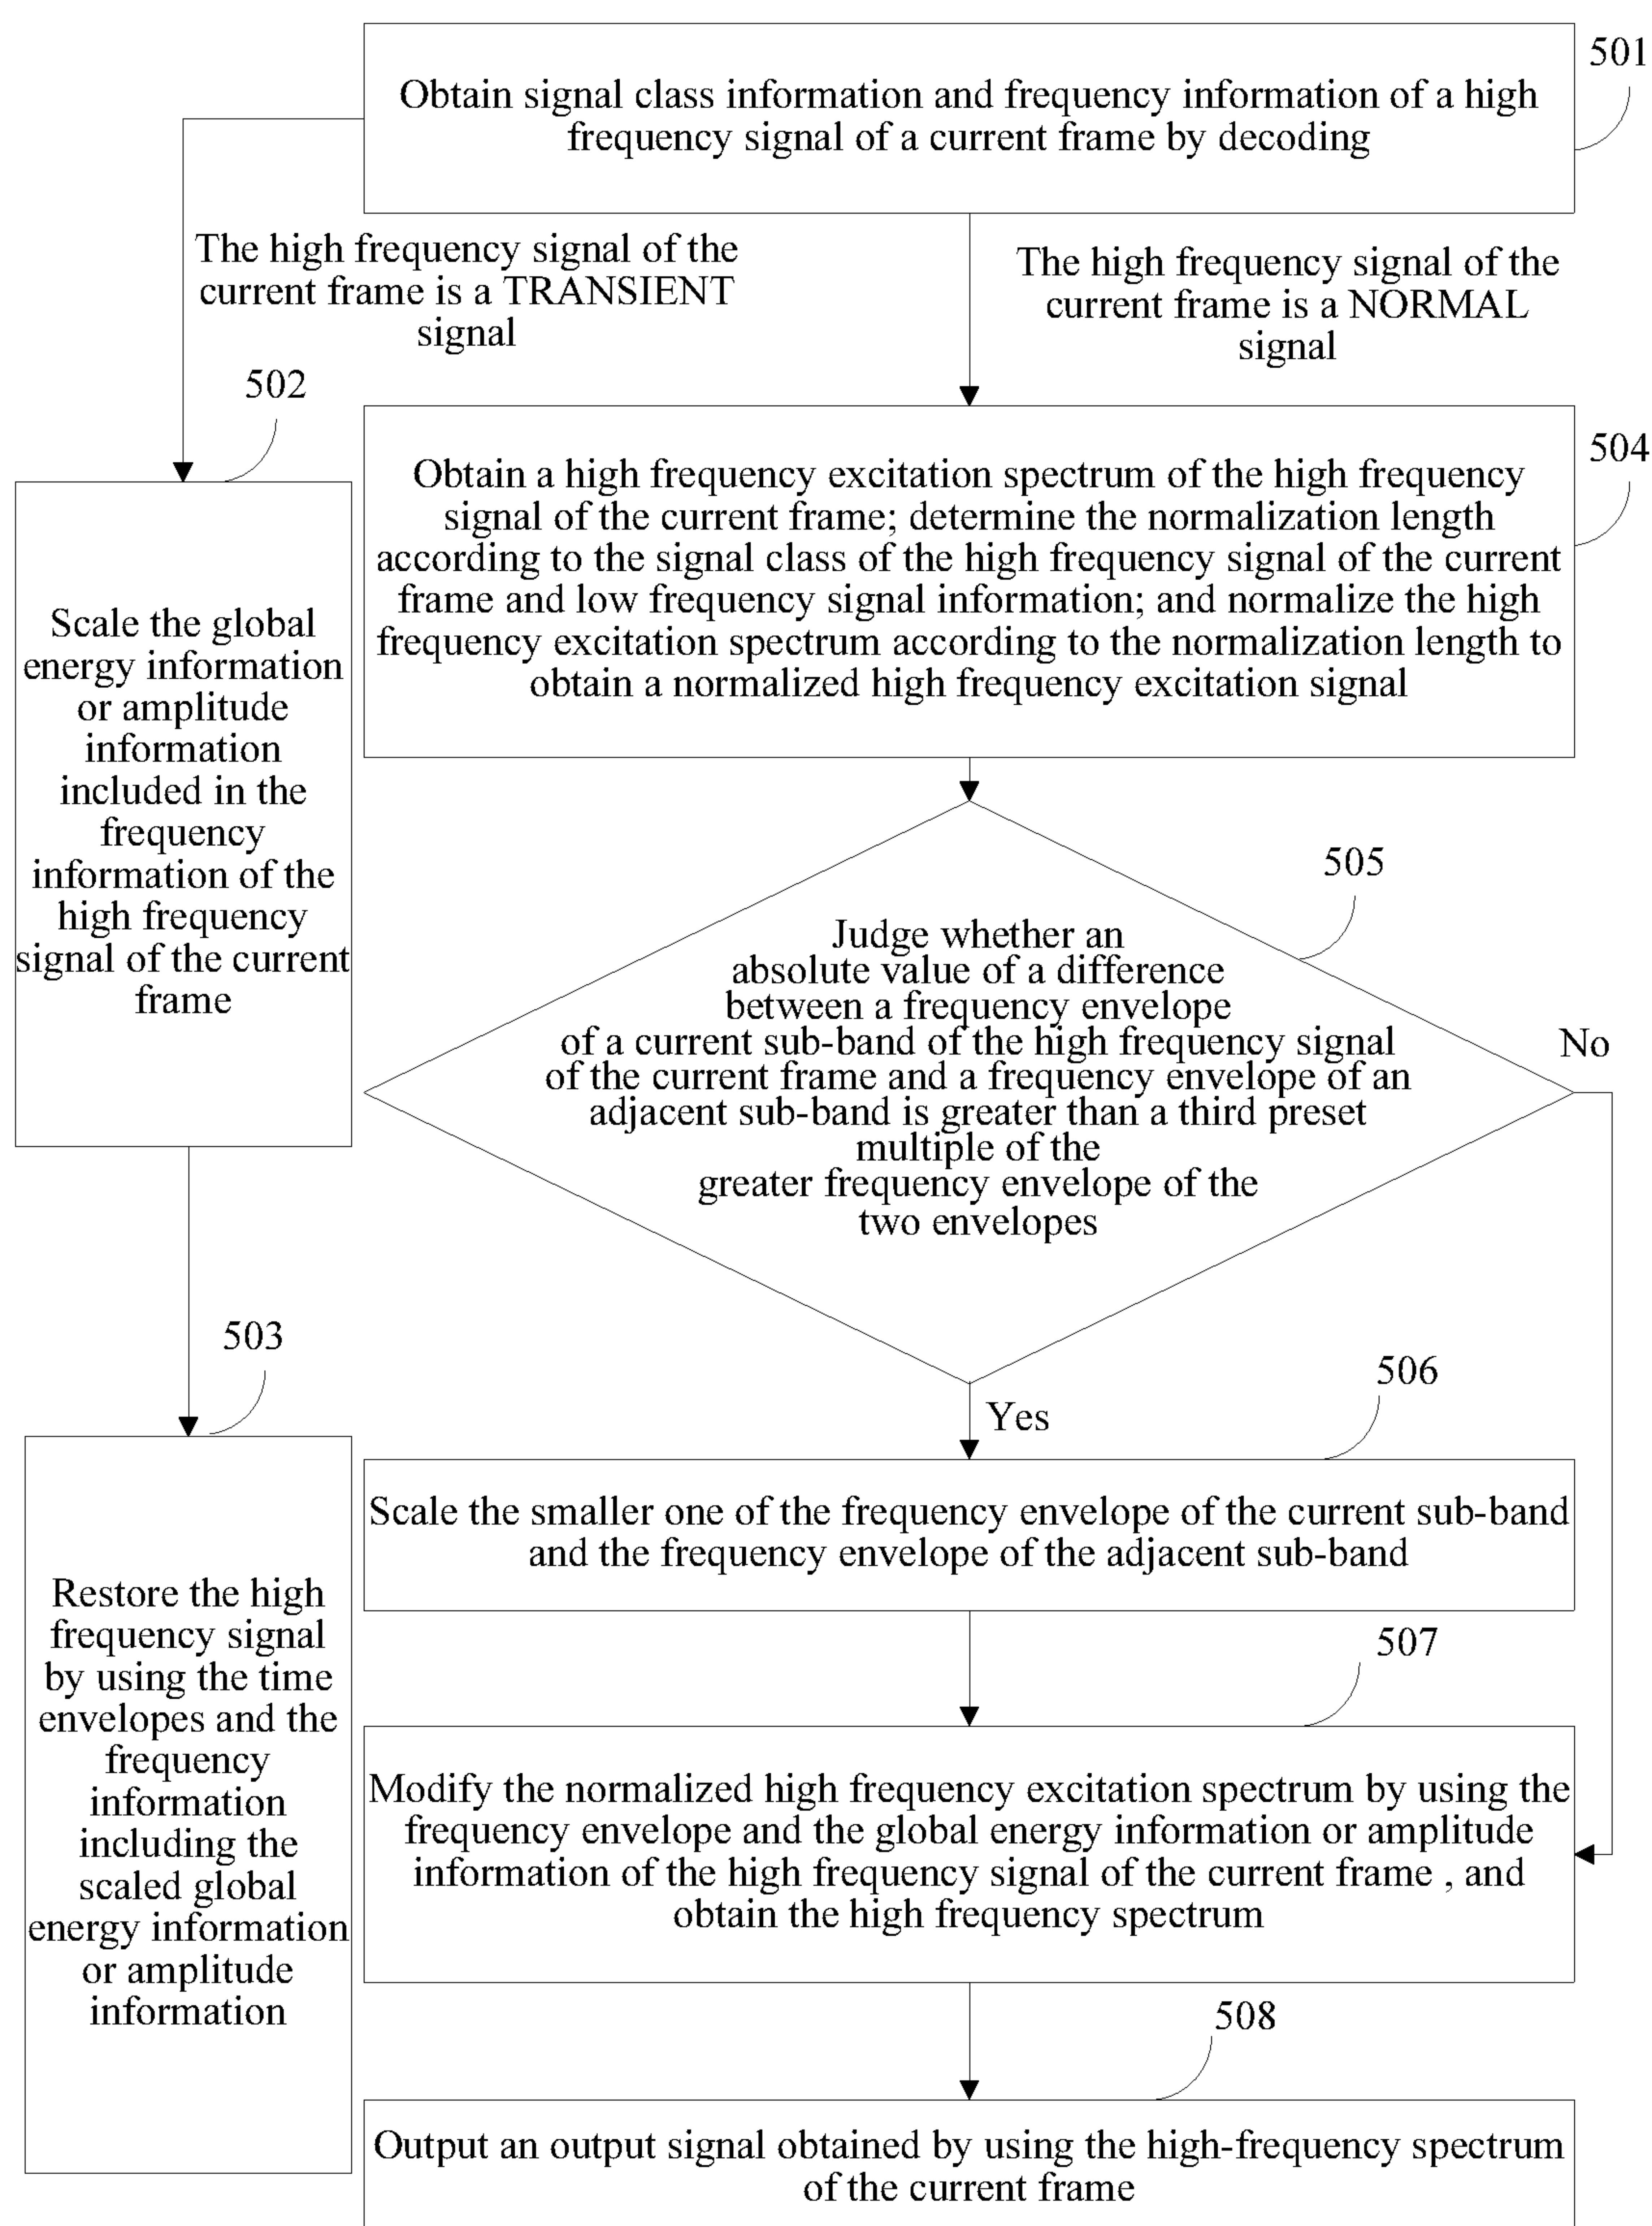 501
Obtain signal class information and frequency information of a high
frequency signal of a current frame by decoding
The high frequency signal of the
current frame is a TRANSIENT
signal
The high frequency signal of the
current frame is a NORMAL
signal
502
Scale the global
energy information
or amplitude
information
included in the
frequency
information of the
high frequency
signal of the current
frame
504
Obtain a high frequency excitation spectrum of the high frequency
signal of the current frame; determine the normalization length
according to the signal class of the high frequency signal of the current
frame and low frequency signal information; and normalize the high
frequency excitation spectrum according to the normalization length to
obtain a normalized high frequency excitation signal
505
Judge whether an
absolute value of a difference
between a frequency envelope
of a current sub-band of the high frequency signal
of the current frame and a frequency envelope of an
adjacent sub-band is greater than a third preset
multiple of the
greater frequency envelope of the
two envelopes
No
Yes
503
Restore the high
frequency signal
by using the time
envelopes and the
frequency
information
including the
scaled global
energy information
or amplitude
information
506
Scale the smaller one of the frequency envelope of the current sub-band
and the frequency envelope of the adjacent sub-band
507
Modify the normalized high frequency excitation spectrum by using the
frequency envelope and the global energy information or amplitude
information of the high frequency signal of the current frame , and
obtain the high frequency spectrum
508
Output an output signal obtained by using the high-frequency spectrum
of the current frame